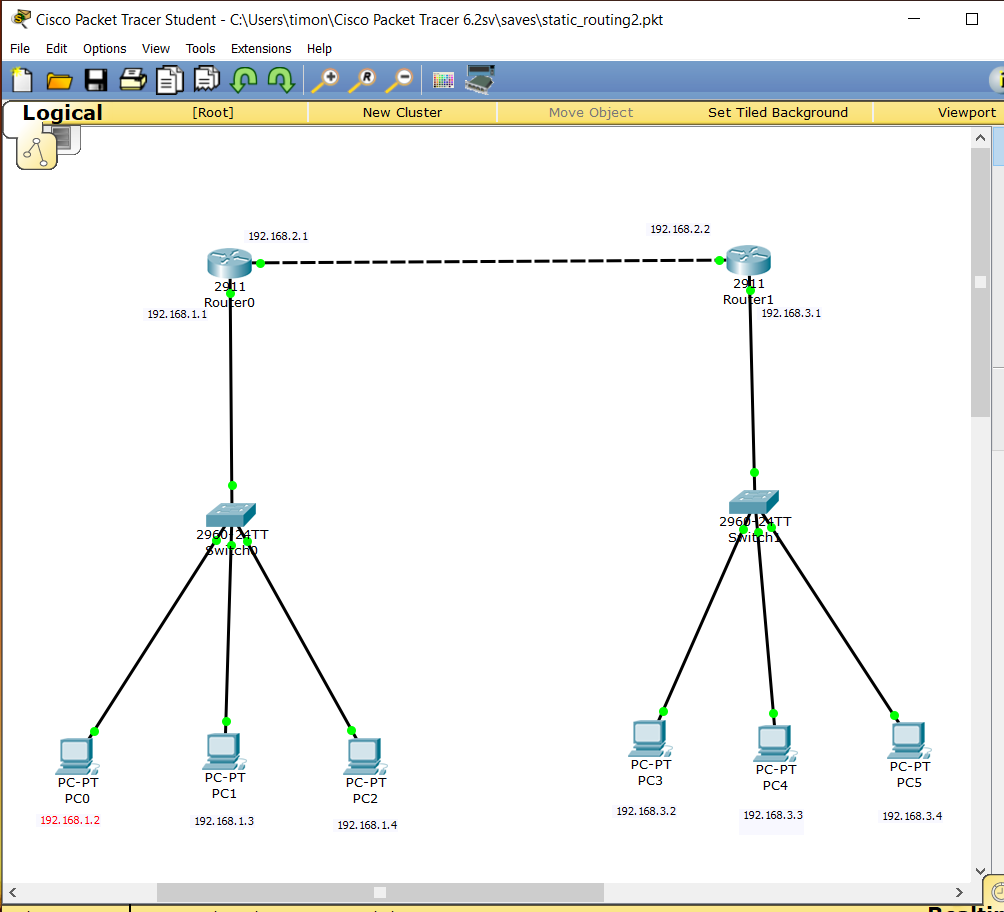 Cisco Packet Tracer Student - C:\Users\timon\Cisco Packet Tracer 6.2sv\saves\static_routing2.pkt
File Edit Options View Tools Extensions Help
Logical [Root] New Cluster Move Object Set Tiled Background Viewport
192.168.2.1 192.168.2.2
2911 2911
Router0 Router1
192.168.1.1 192.168.3.1
2960-24TT 2960-24TT
Switch0 Switch1
PC-PT PC-PT PC-PT PC-PT PC-PT PC-PT
PC0 PC1 PC2 PC3 PC4 PC5
192.168.1.2 192.168.1.3 192.168.1.4 192.168.3.2 192.168.3.3 192.168.3.4